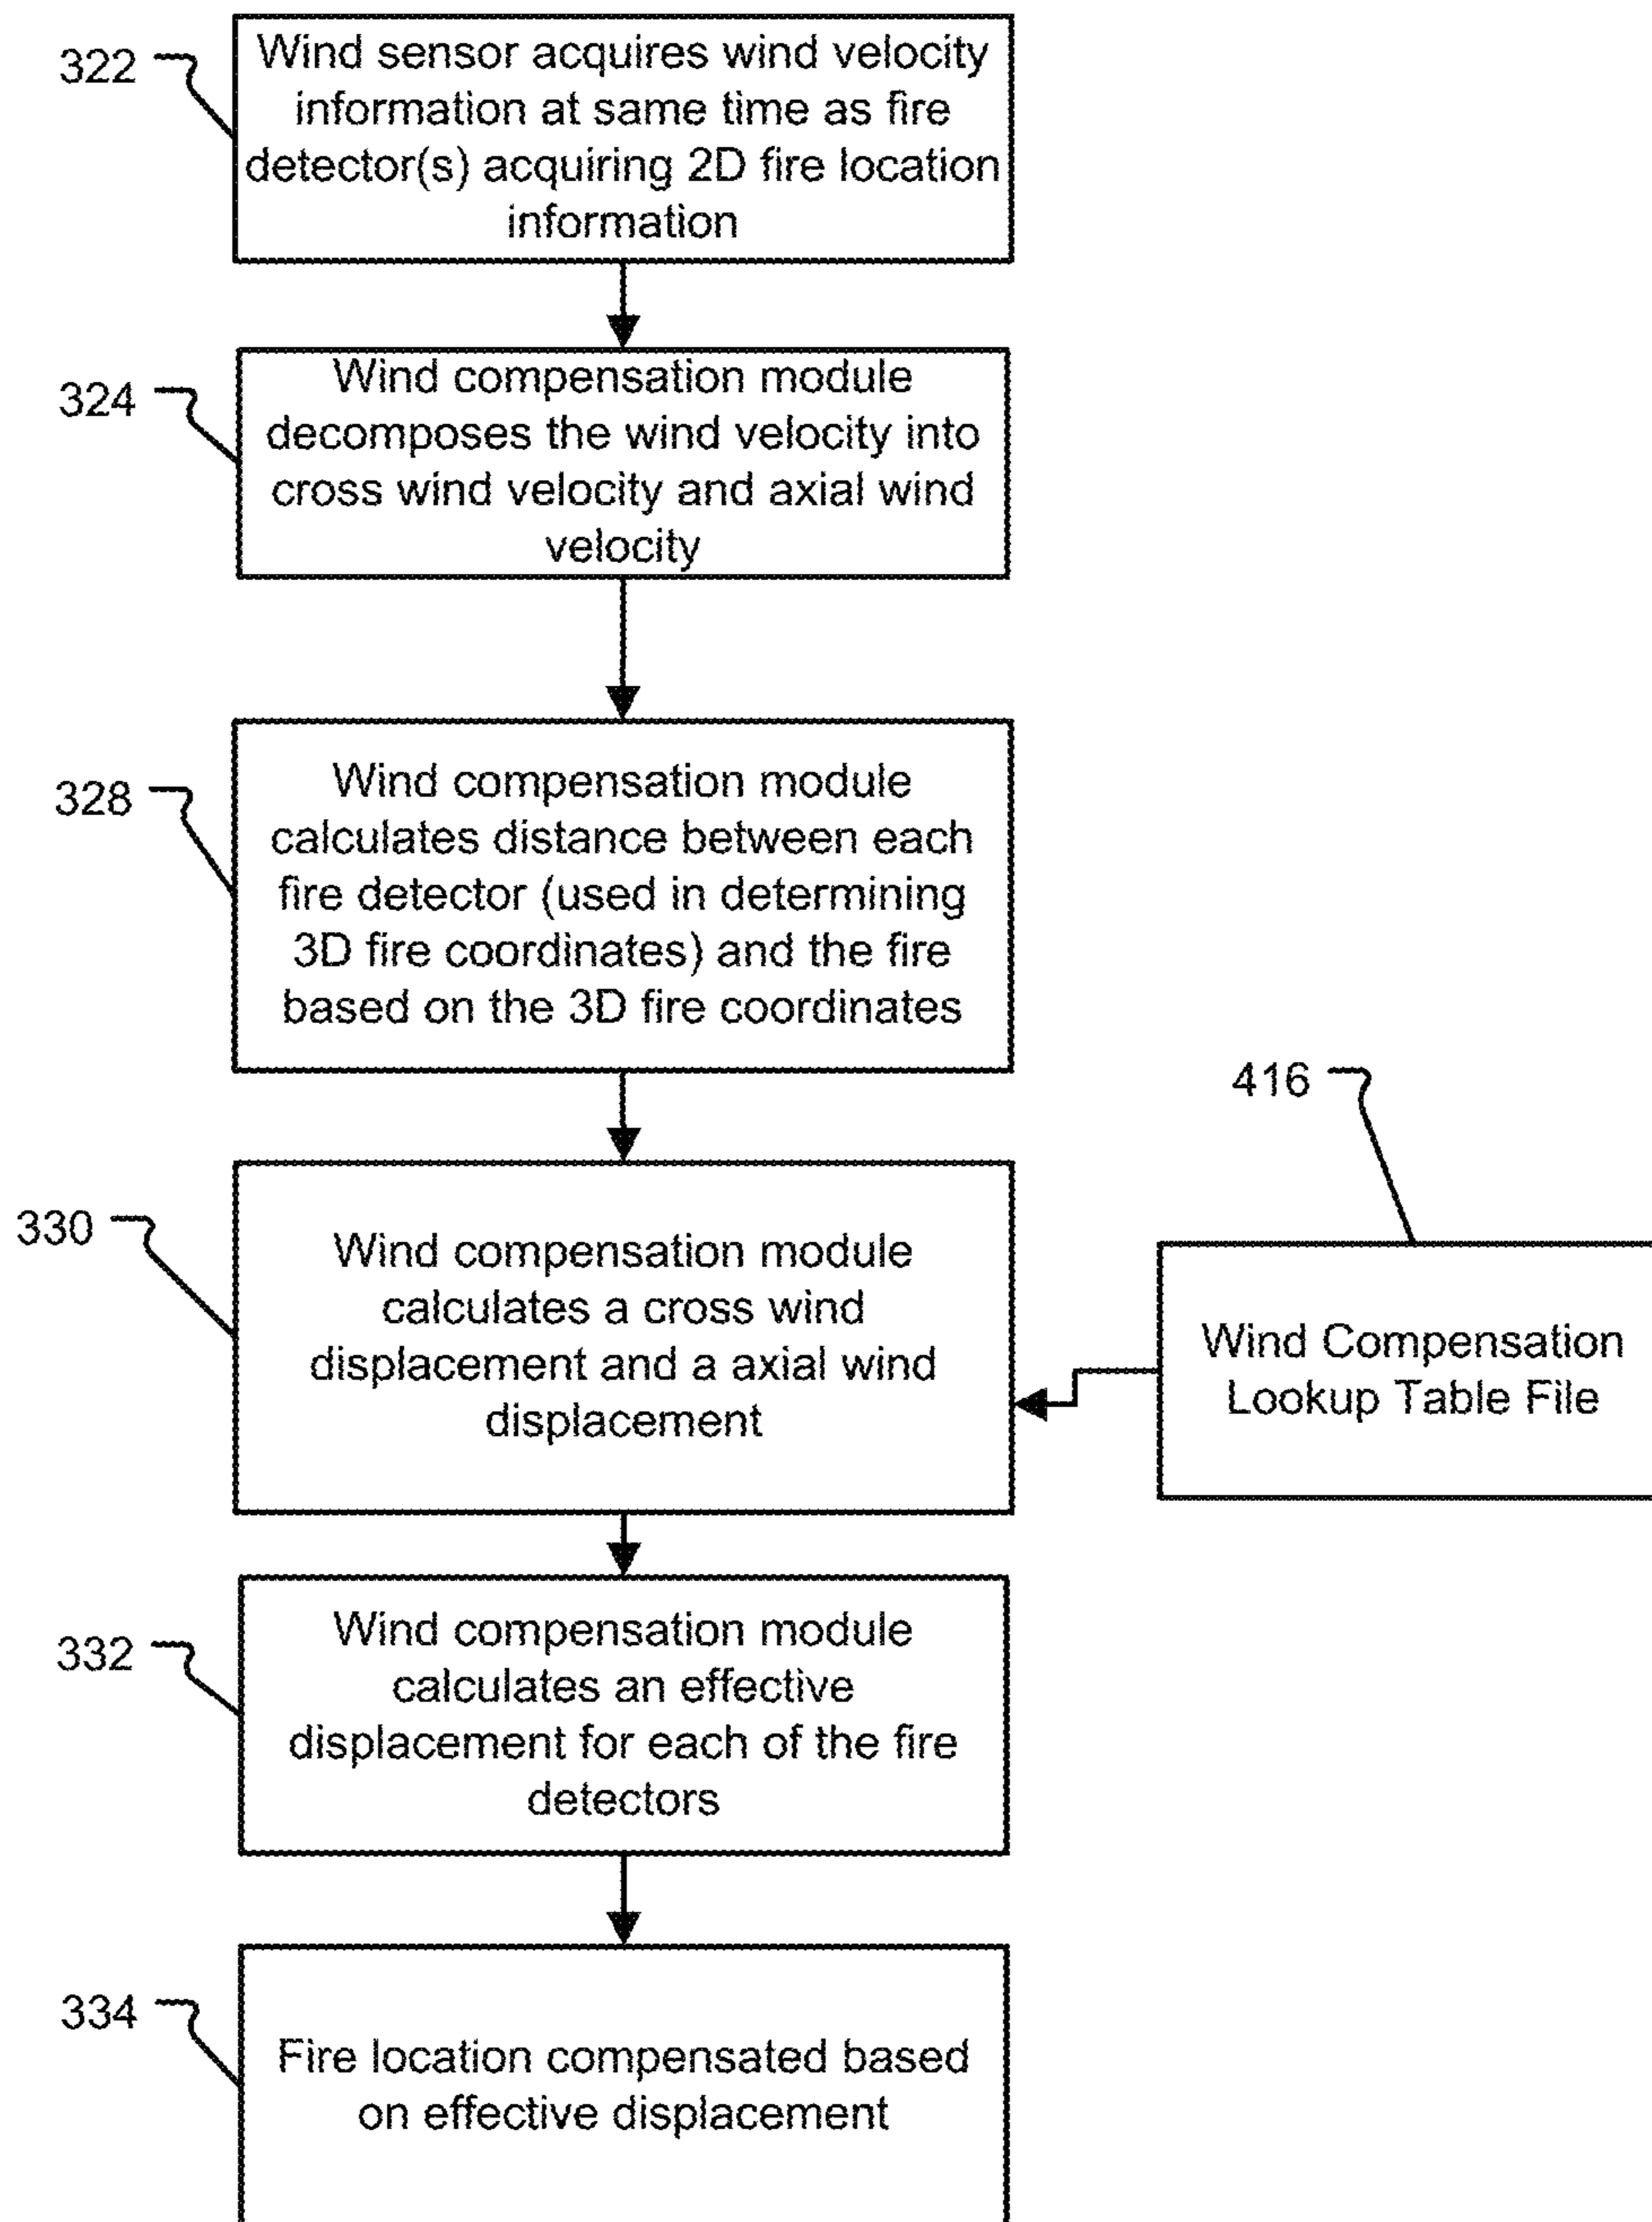 322
Wind sensor acquires wind velocity
information at same time as fire
detector(s) acquiring 2D fire location
information
324
Wind compensation module
decomposes the wind velocity into
cross wind velocity and axial wind
velocity
328
Wind compensation module
calculates distance between each
fire detector (used in determining
3D fire coordinates) and the fire
based on the 3D fire coordinates
416
330
Wind compensation module
calculates a cross wind
displacement and a axial wind
displacement
Wind Compensation
Lookup Table File
332
Wind compensation module
calculates an effective
displacement for each of the fire
detectors
334
Fire location compensated based
on effective displacement